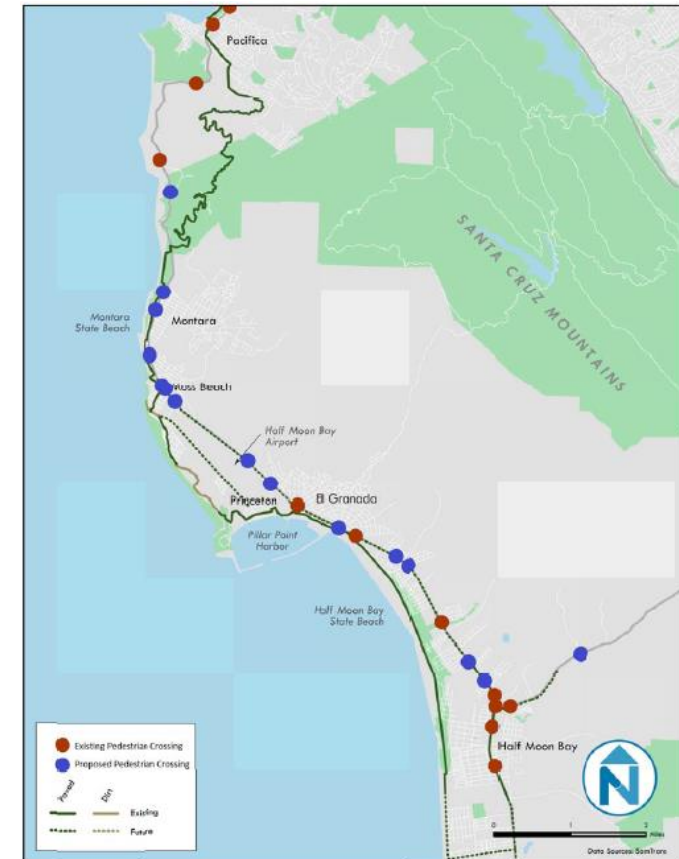 Pacifica
SANTA CRUZ MOUNTAINS
Montara
State Beach
Montara
Moss Beach
Half Moon Bay
Airport
Princeton
El Granada
Pillar Point
Harbor
Half Moon Bay
State Beach
Half Moon Bay
Existing Pedestrian Crossing
Proposed Pedestrian Crossing
Paved
Dirt
Existing
Future
N
0 1 2
Miles
Data Sources: SamTrans